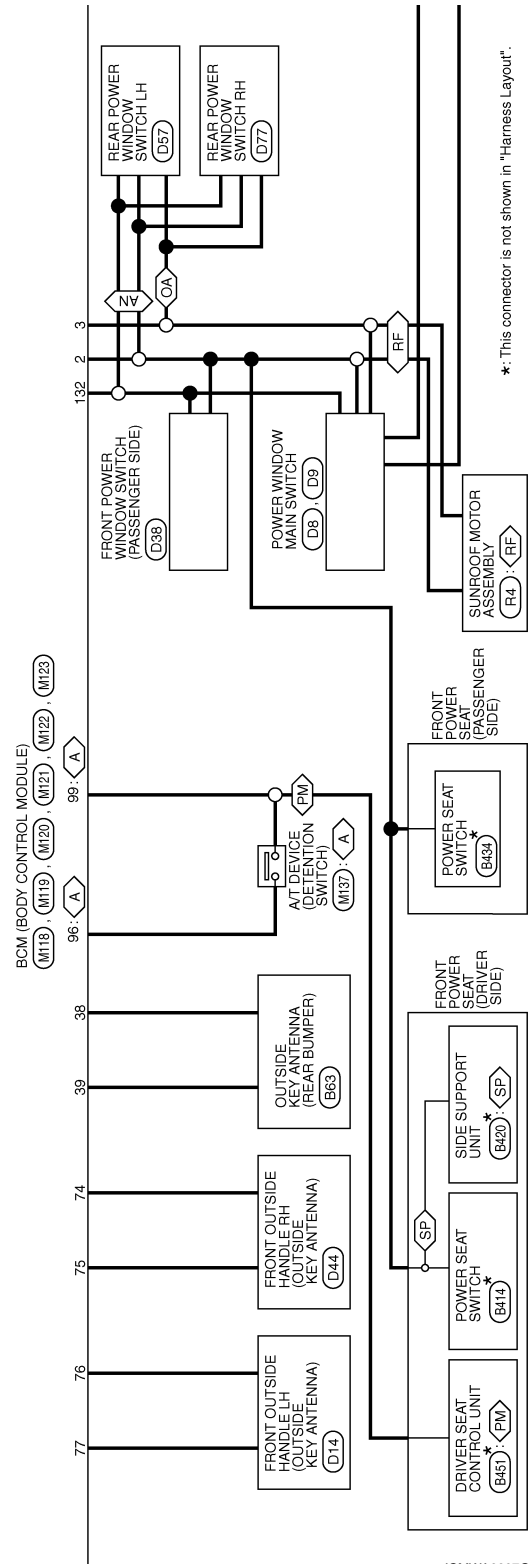 BCM (BODY CONTROL MODULE)
M118 , M119 , M120 , M121 , M122 , M123
77
76
75
74
39
38
96 : A
99 : A
132
2
3
FRONT OUTSIDE
HANDLE LH
(OUTSIDE
KEY ANTENNA)
D14
FRONT OUTSIDE
HANDLE RH
(OUTSIDE
KEY ANTENNA)
D44
OUTSIDE
KEY ANTENNA
(REAR BUMPER)
B63
A/T DEVICE
(DETENTION
SWITCH)
M137 : A
PM
FRONT POWER
WINDOW SWITCH
(PASSENGER SIDE)
D38
POWER WINDOW
MAIN SWITCH
D8 , D9
AN
OA
RF
REAR POWER
WINDOW
SWITCH LH
D57
REAR POWER
WINDOW
SWITCH RH
D77
FRONT
POWER
SEAT
(DRIVER
SIDE)
DRIVER SEAT
CONTROL UNIT
*
B451 : PM
POWER SEAT
SWITCH
*
B414
SP
SIDE SUPPORT
UNIT
*
B420 : SP
FRONT
POWER
SEAT
(PASSENGER
SIDE)
POWER SEAT
SWITCH
*
B434
SUNROOF MOTOR
ASSEMBLY
R4 : RF
*: This connector is not shown in "Harness Layout".